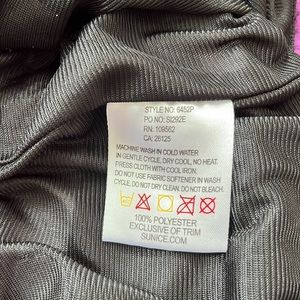 STYLE NO: 6452P
PO NO: SI292E
RN: 109562
CA: 26125
MACHINE WASH IN COLD WATER
IN GENTLE CYCLE, DRY COOL, NO HEAT.
PRESS CLOTH WITH COOL IRON.
DO NOT USE FABRIC SOFTENER IN WASH
CYCLE, DO NOT DRY CLEAN. DO NOT BLEACH.
100% POLYESTER
EXCLUSIVE OF TRIM
SUNICE.COM